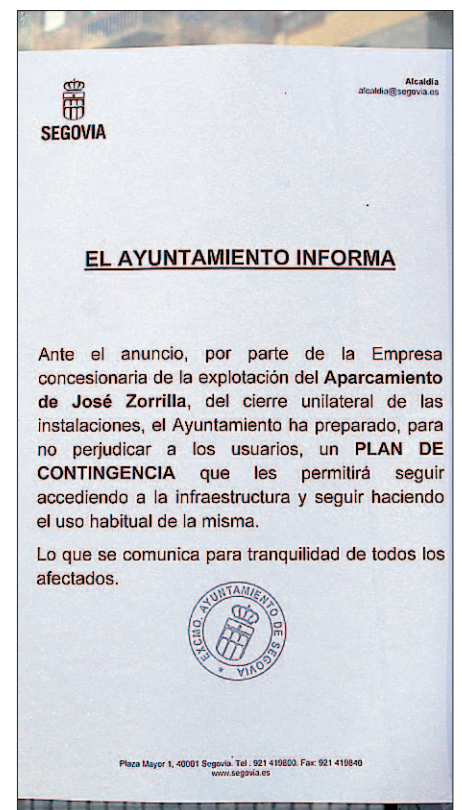 SEGOVIA
Alcaldía
alcaldia@segovia.es
EL AYUNTAMIENTO INFORMA
Ante el anuncio, por parte de la Empresa
concesionaria de la explotación del Aparcamiento
de José Zorrilla, del cierre unilateral de las
instalaciones, el Ayuntamiento ha preparado, para
no perjudicar a los usuarios, un PLAN DE
CONTINGENCIA que les permitirá seguir
accediendo a la infraestructura y seguir haciendo
el uso habitual de la misma.
Lo que se comunica para tranquilidad de todos los
afectados.
EXCMO. AYUNTAMIENTO DE SEGOVIA *
Plaza Mayor 1, 40001 Segovia. Tel.: 921 419800. Fax: 921 419840
www.segovia.es